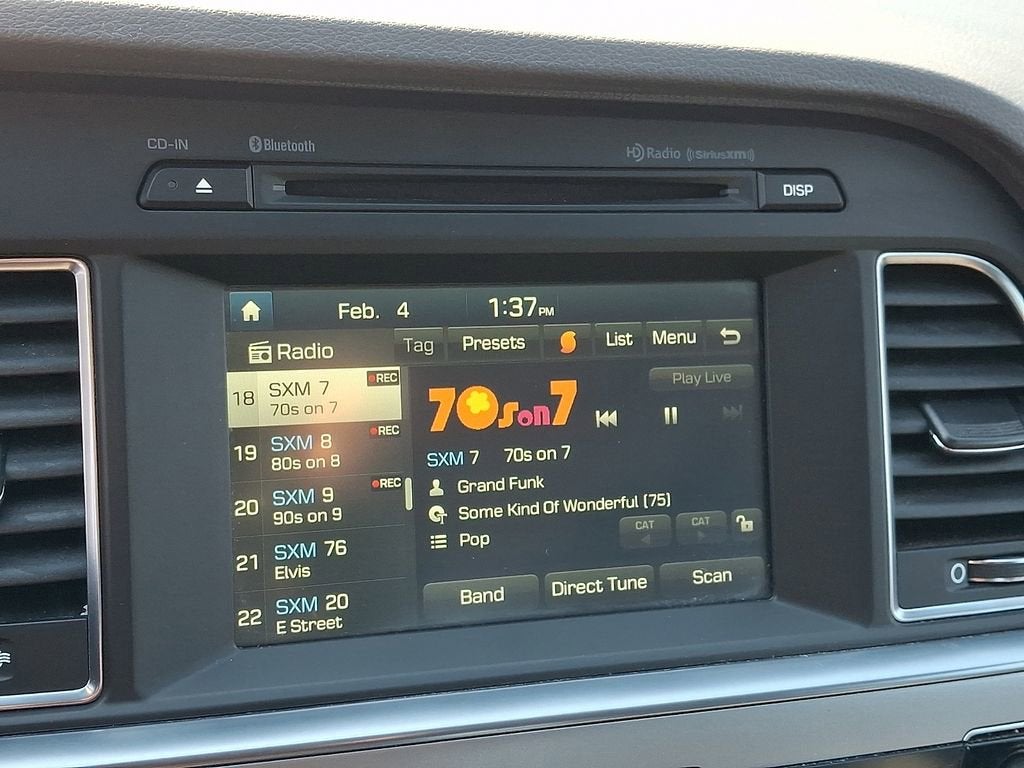 CD-IN
Bluetooth
HD Radio ((SiriusXM))
DISP
Feb. 4 1:37PM
Radio
Tag Presets List Menu
18 SXM 7 REC
70s on 7
19 SXM 8 REC
80s on 8
20 SXM 9 REC
90s on 9
21 SXM 76
Elvis
22 SXM 20
E Street
Play Live
70s on 7
SXM 7 70s on 7
Grand Funk
Some Kind Of Wonderful (75)
Pop
CAT CAT
Band Direct Tune Scan